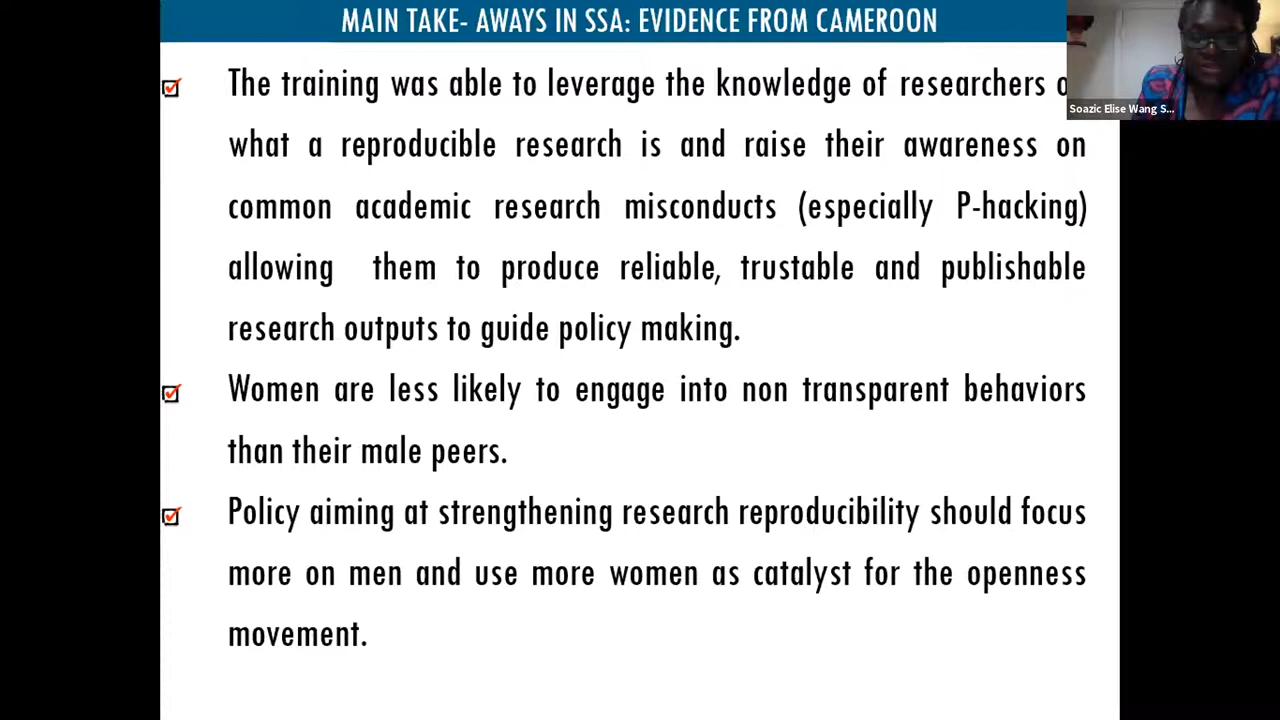 MAIN TAKE- AWAYS IN SSA: EVIDENCE FROM CAMEROON
Soazic Elise Wang S...
The training was able to leverage the knowledge of researchers
what a reproducible research is and raise their awareness on
common academic research misconducts (especially P-hacking)
allowing them to produce reliable, trustable and publishable
research outputs to guide policy making.
Women are less likely to engage into non transparent behaviors
than their male peers.
Policy aiming at strengthening research reproducibility should focus
more on men and use more women as catalyst for the openness
movement.